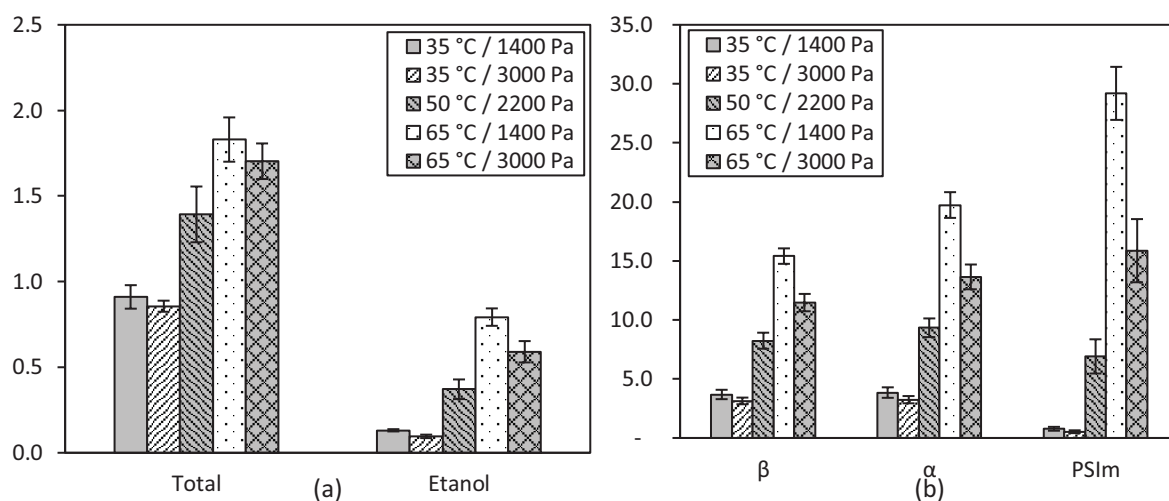 2.5
2.0
1.5
1.0
0.5
0.0
35 °C / 1400 Pa
35 °C / 3000 Pa
50 °C / 2200 Pa
65 °C / 1400 Pa
65 °C / 3000 Pa
Total
(a)
Etanol
35.0
30.0
25.0
20.0
15.0
10.0
5.0
-
35 °C / 1400 Pa
35 °C / 3000 Pa
50 °C / 2200 Pa
65 °C / 1400 Pa
65 °C / 3000 Pa
β
α
(b)
PSIm